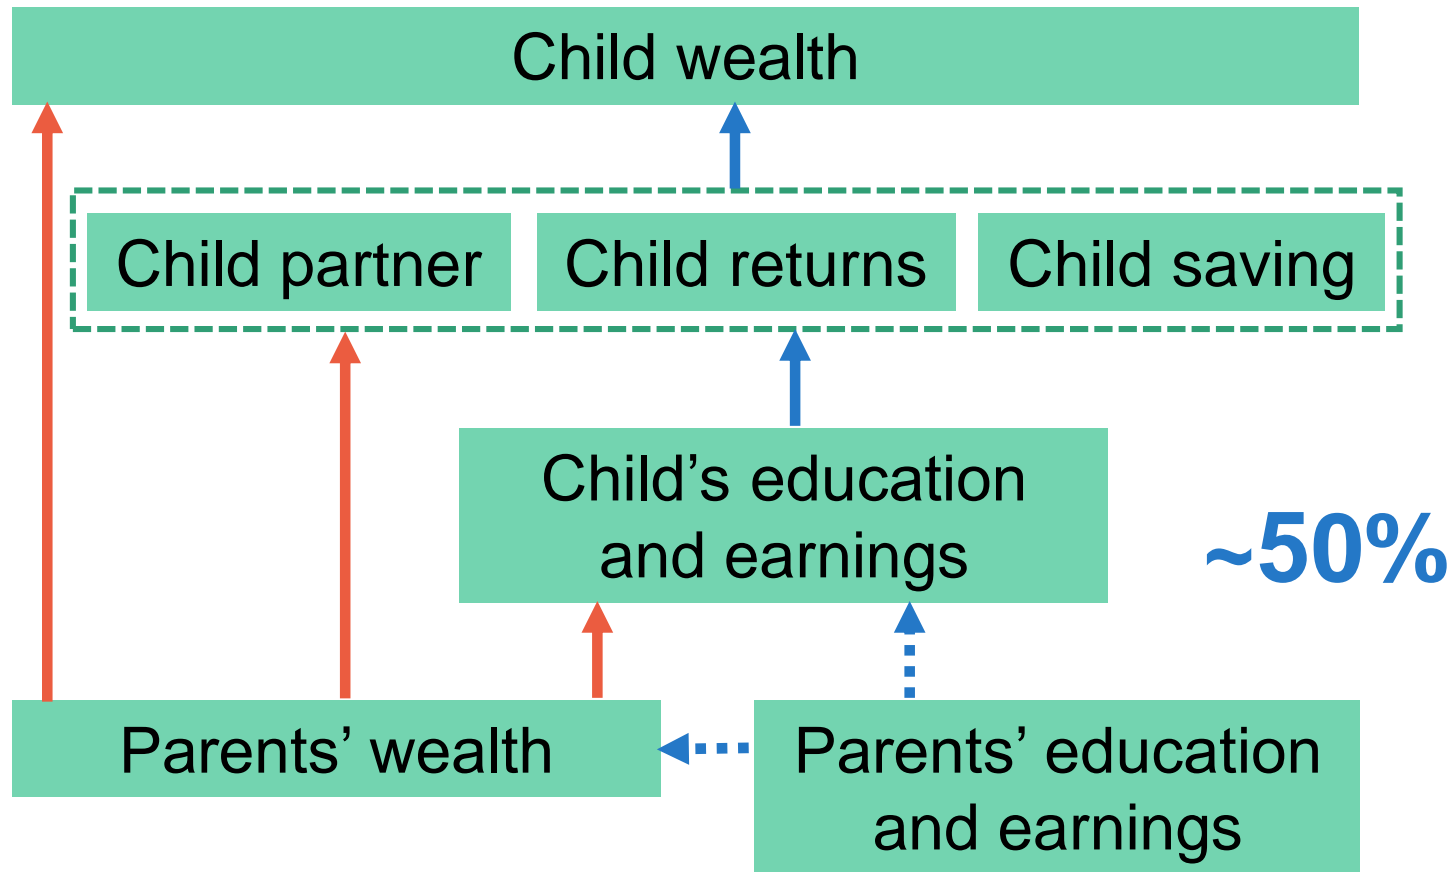 Child wealth
Child partner
Child returns
Child saving
Child’s education
and earnings
~50%
Parents’ wealth
Parents’ education
and earnings